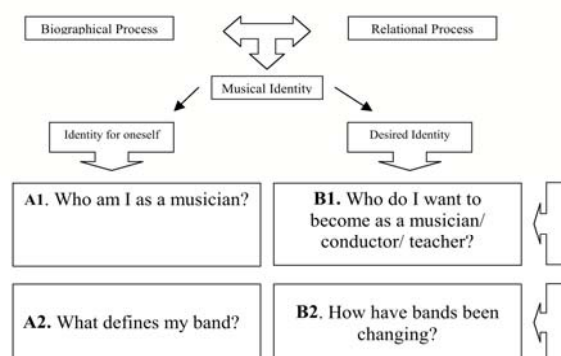 Biographical Process
Relational Process
Musical Identity
Identity for oneself
Desired Identity
A1. Who am I as a musician?
B1. Who do I want to
become as a musician/
conductor/ teacher?
A2. What defines my band?
B2. How have bands been
changing?